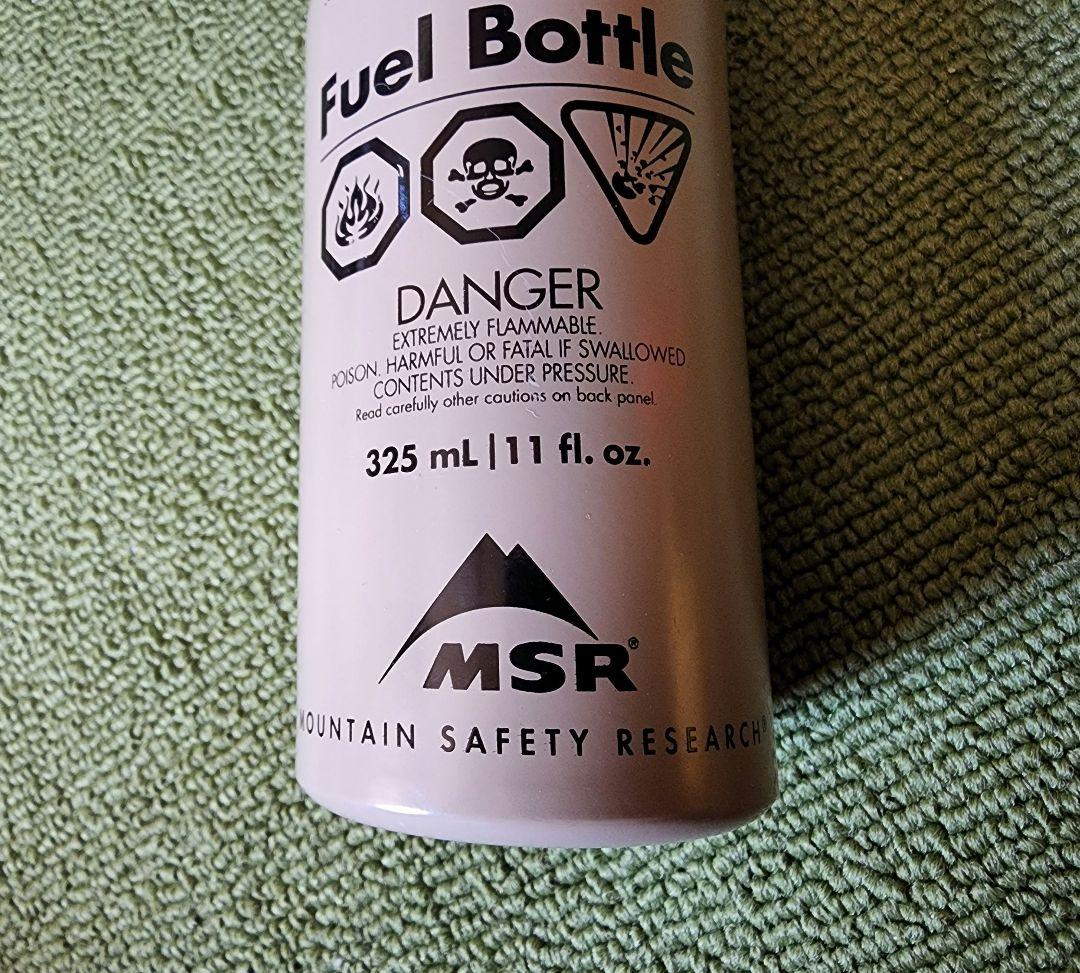 Fuel Bottle
DANGER
EXTREMELY FLAMMABLE.
POISON. HARMFUL OR FATAL IF SWALLOWED
CONTENTS UNDER PRESSURE.
Read carefully other cautions on back panel.
325 mL | 11 fl. oz.
MSR®
MOUNTAIN SAFETY RESEARCH®